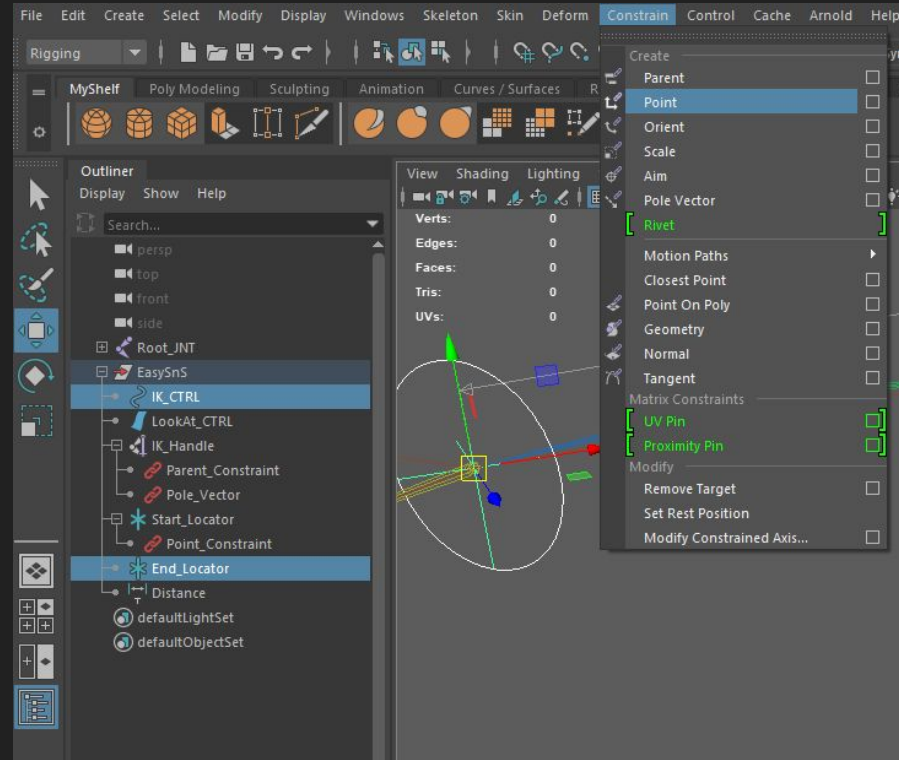 File Edit Create Select Modify Display Windows Skeleton Skin Deform Constrain Control Cache Arnold Help
Rigging
MyShelf Poly Modeling Sculpting Animation Curves / Surfaces R
Outliner
Display Show Help
Search...
persp
top
front
side
Root_JNT
EasySnS
IK_CTRL
LookAt_CTRL
IK_Handle
Parent_Constraint
Pole_Vector
Start_Locator
Point_Constraint
End_Locator
Distance
defaultLightSet
defaultObjectSet
View Shading Lighting
Verts: 0
Edges: 0
Faces: 0
Tris: 0
UVs: 0
Create
Parent
Point
Orient
Scale
Aim
Pole Vector
Rivet
Motion Paths
Closest Point
Point On Poly
Geometry
Normal
Tangent
Matrix Constraints
UV Pin
Proximity Pin
Modify
Remove Target
Set Rest Position
Modify Constrained Axis...